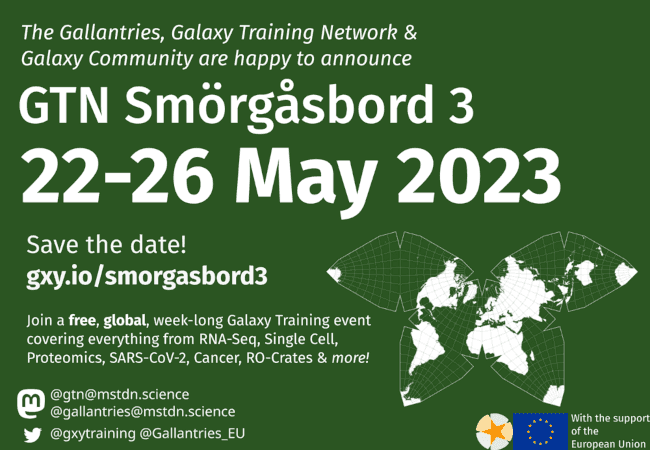 The Gallantries, Galaxy Training Network &
Galaxy Community are happy to announce
GTN Smörgåsbord 3
22-26 May 2023
Save the date!
gxy.io/smorgasbord3
Join a free, global, week-long Galaxy Training event
covering everything from RNA-Seq, Single Cell,
Proteomics, SARS-CoV-2, Cancer, RO-Crates & more!
@gtn@mstdn.science
@gallantries@mstdn.science
@gxytraining @Gallantries_EU
With the support
of the
European Union